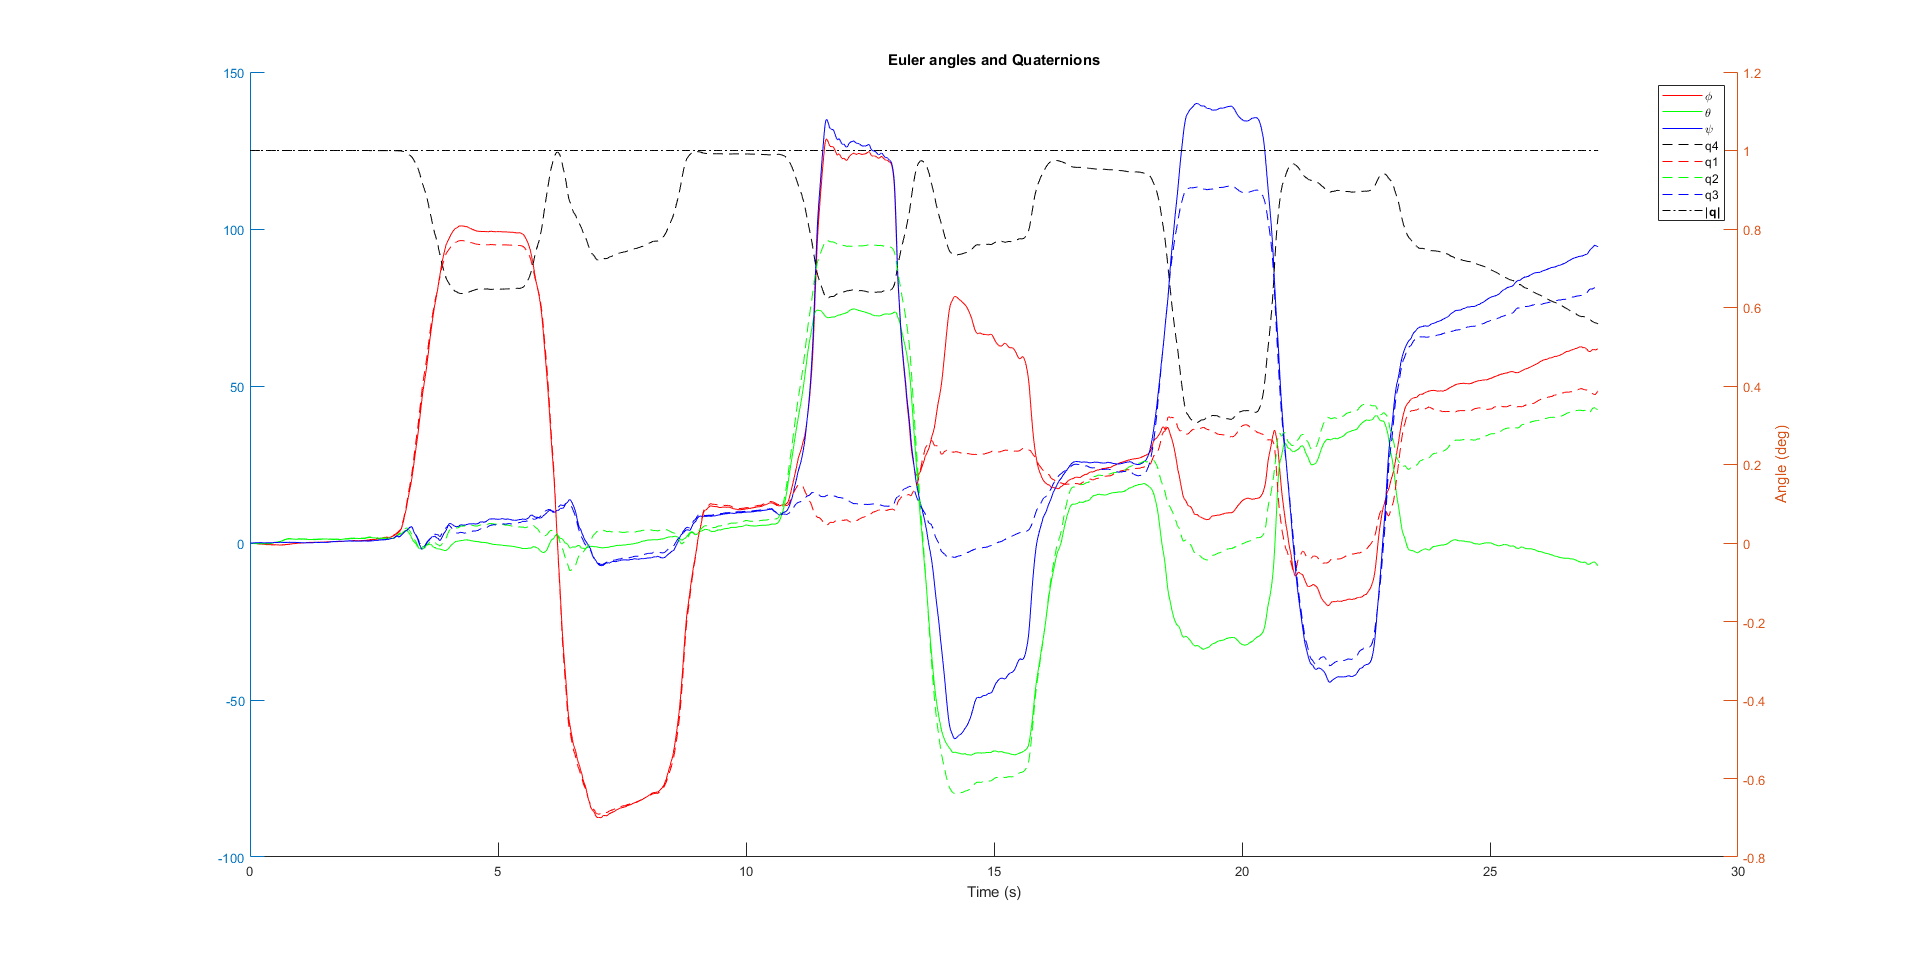 Euler angles and Quaternions
150
100
50
0
-50
-100
1.2
1
0.8
0.6
0.4
0.2
0
-0.2
-0.4
-0.6
-0.8
Angle (deg)
ϕ
θ
ψ
q4
q1
q2
q3
|q|
0 5 10 15 20 25 30
Time (s)